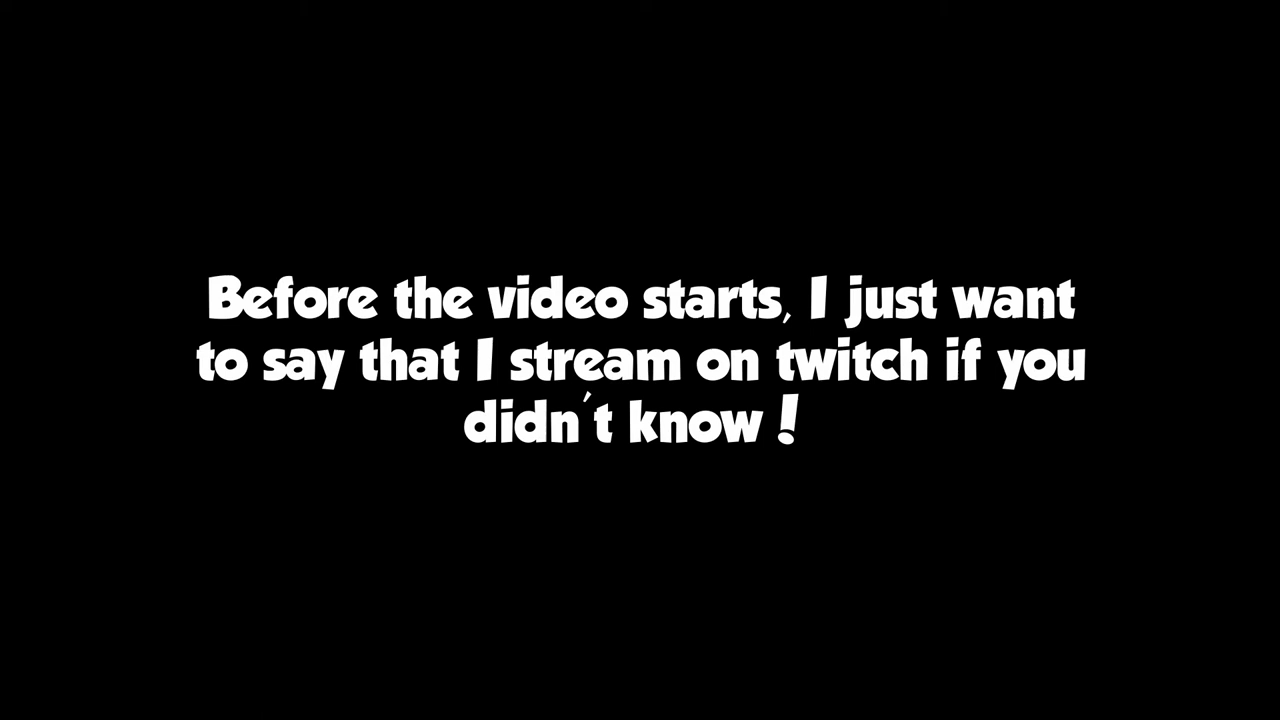 Before the video starts, I just want
to say that I stream on twitch if you
didn't know!